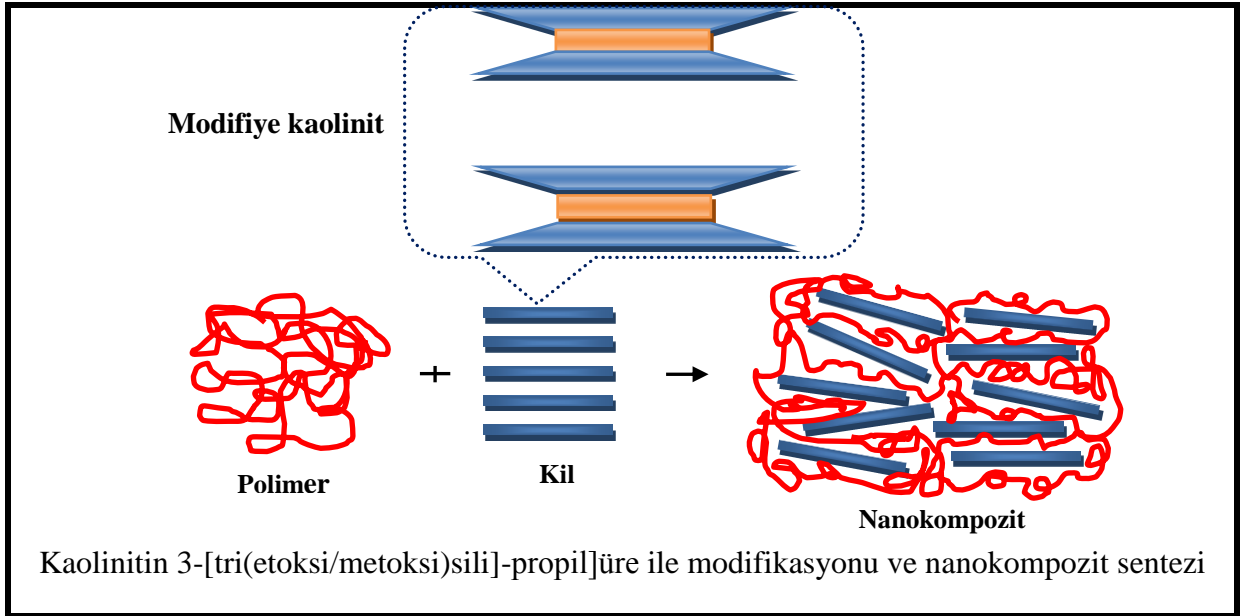 Modifiye kaolinit
Polimer
Kil
Nanokompozit
Kaolinitin 3-[tri(etoksi/metoksi)sili]-propil]üre ile modifikasyonu ve nanokompozit sentezi